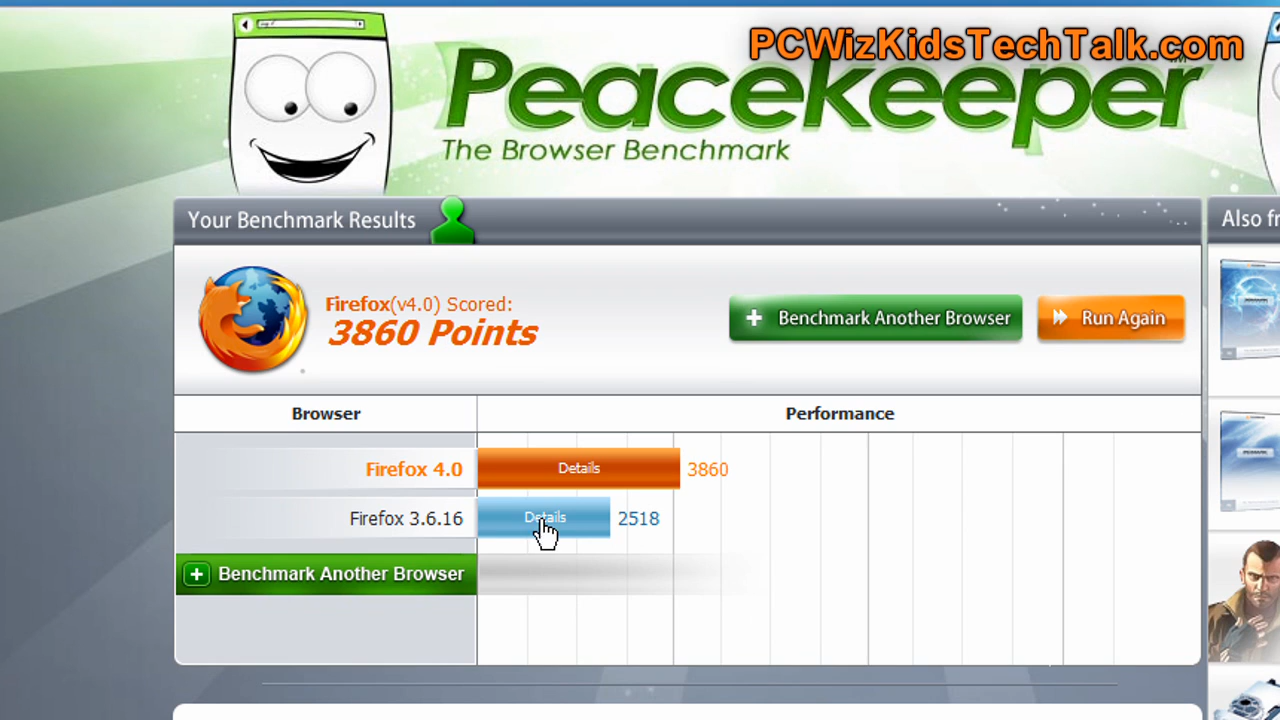 PCWizKidsTechTalk.com
Peacekeeper
The Browser Benchmark
Your Benchmark Results
Also f
Firefox(v4.0) Scored:
3860 Points
+ Benchmark Another Browser
Run Again
Browser
Performance
Firefox 4.0
Details
3860
Firefox 3.6.16
Details
2518
+ Benchmark Another Browser